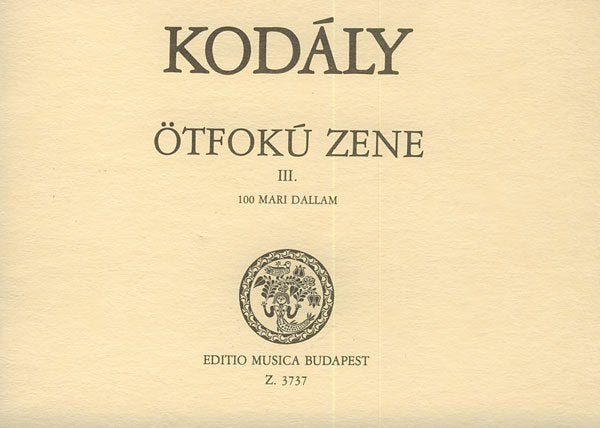 KODÁLY
ÖTFOKÚ ZENE
III.
100 MARI DALLAM
EDITIO MUSICA BUDAPEST
Z. 3737